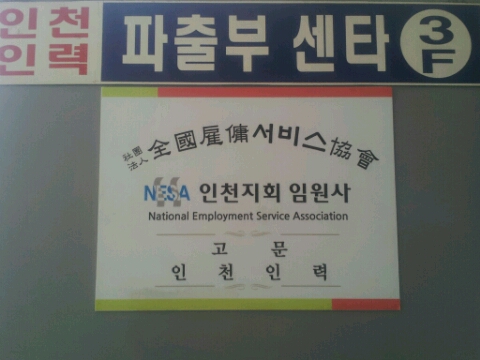 인천
인력
파출부 센타
3F
社團
法人
全國雇傭서비스協會
NESA 인천지회 임원사
National Employment Service Association
고 문
인 천 인 력